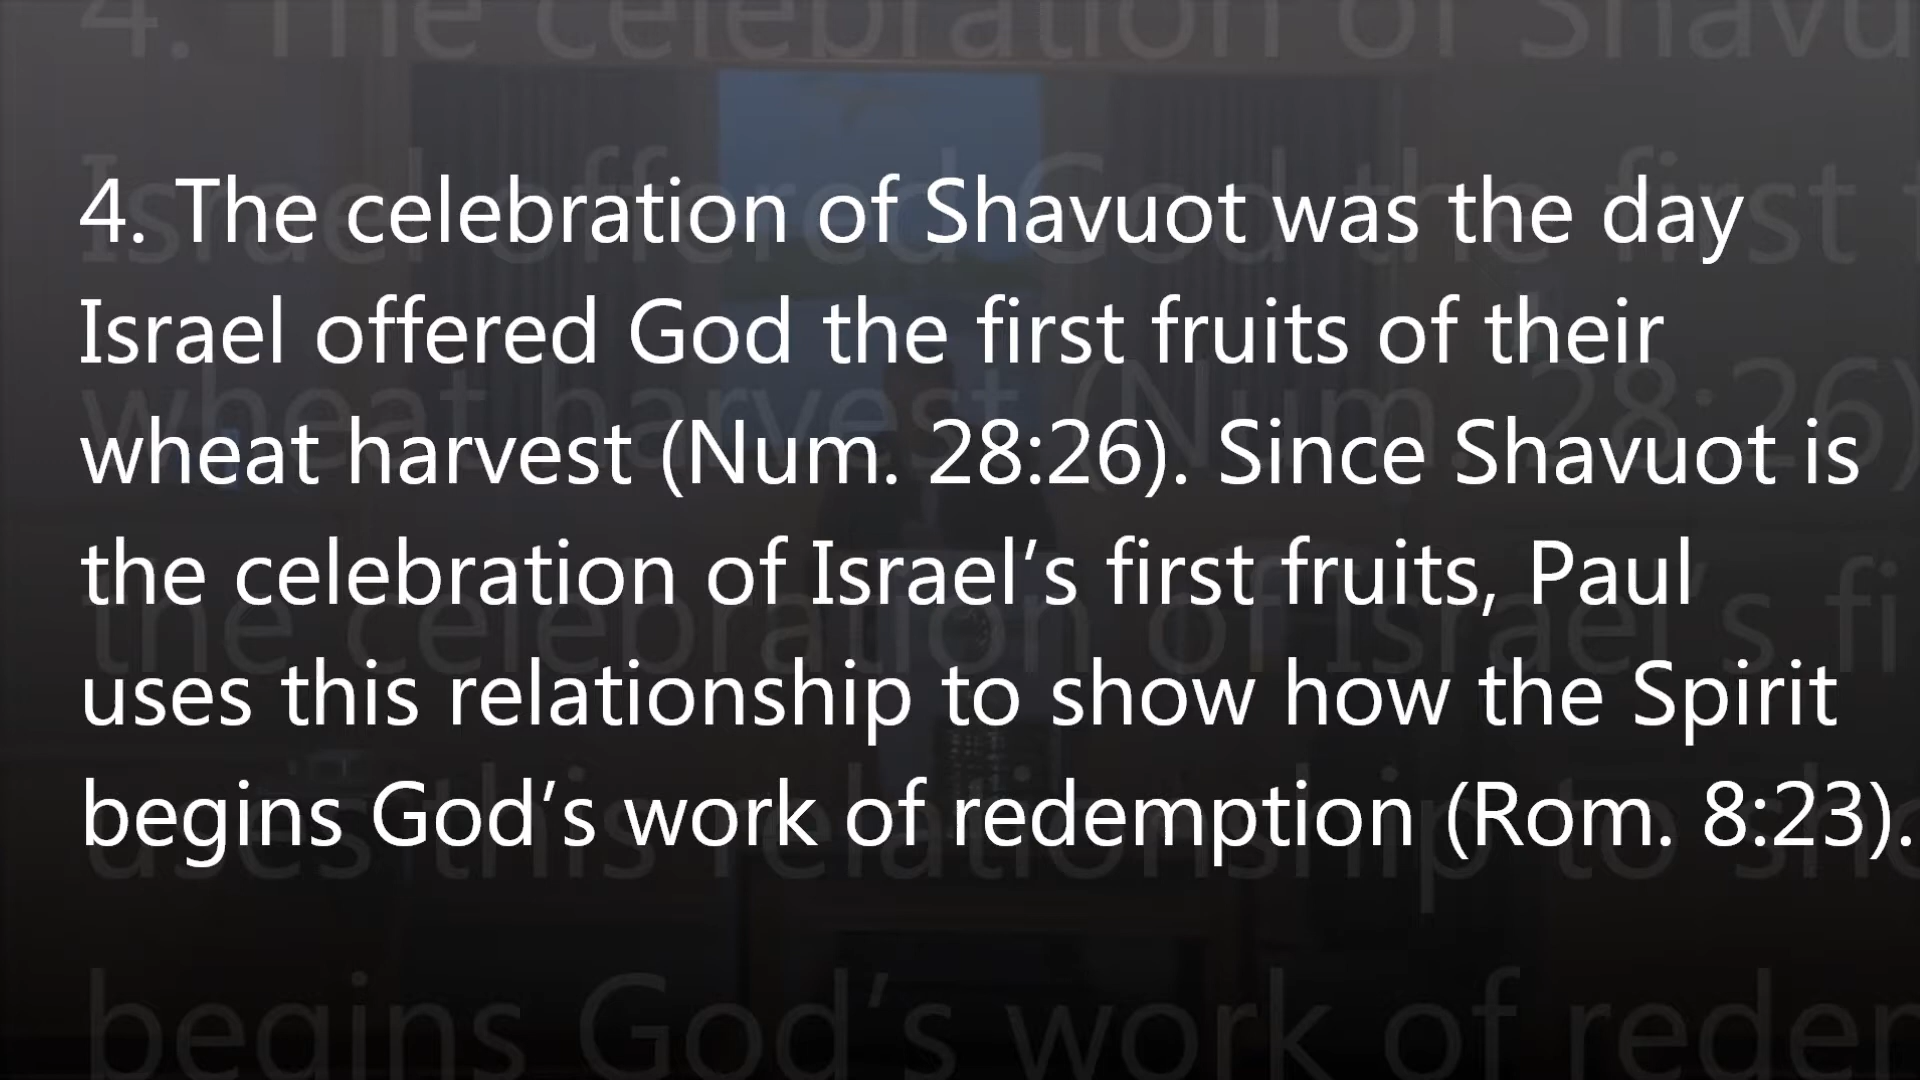 4. The celebration of Shavuot was the day
Israel offered God the first fruits of their
wheat harvest (Num. 28:26). Since Shavuot is
the celebration of Israel’s first fruits, Paul
uses this relationship to show how the Spirit
begins God’s work of redemption (Rom. 8:23).